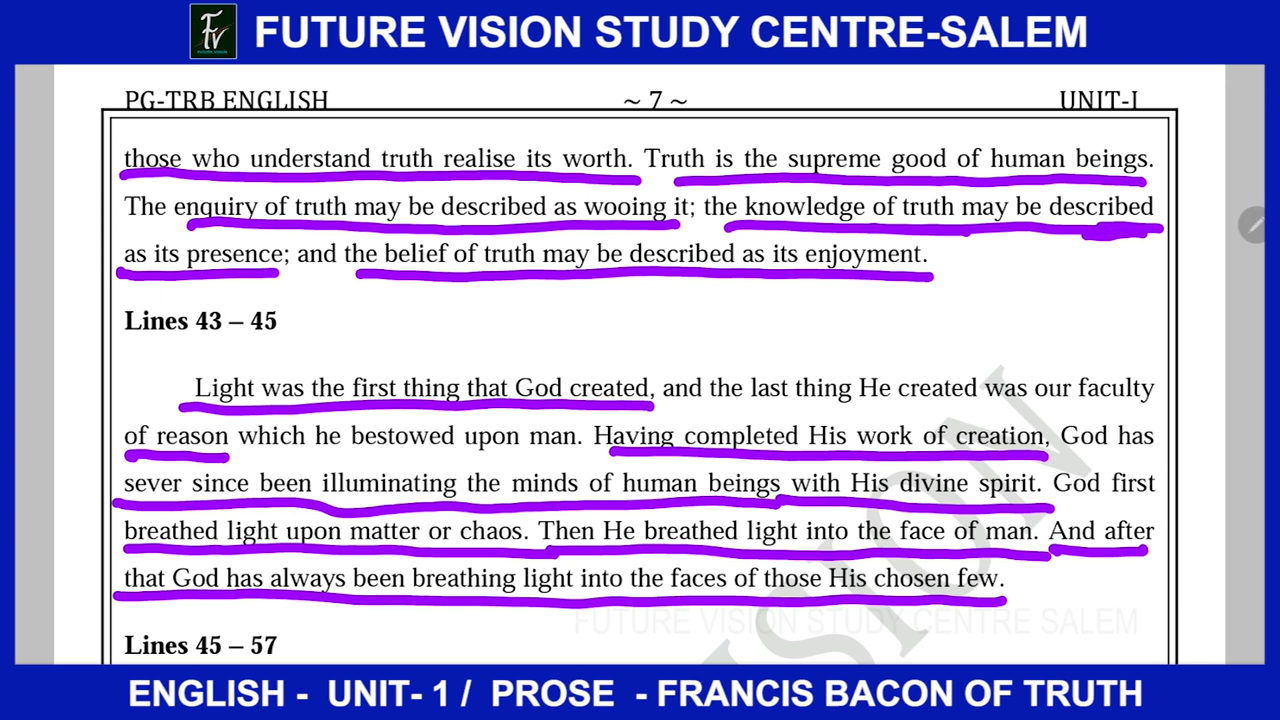 Fv
FUTURE VISION
FUTURE VISION STUDY CENTRE-SALEM
PG-TRB ENGLISH ~ 7 ~ UNIT-I
those who understand truth realise its worth. Truth is the supreme good of human beings.
The enquiry of truth may be described as wooing it; the knowledge of truth may be described
as its presence; and the belief of truth may be described as its enjoyment.
Lines 43 – 45
Light was the first thing that God created, and the last thing He created was our faculty
of reason which he bestowed upon man. Having completed His work of creation, God has
sever since been illuminating the minds of human beings with His divine spirit. God first
breathed light upon matter or chaos. Then He breathed light into the face of man. And after
that God has always been breathing light into the faces of those His chosen few.
FUTURE VISION STUDY CENTRE SALEM
VISION
Lines 45 – 57
ENGLISH - UNIT- 1 / PROSE - FRANCIS BACON OF TRUTH